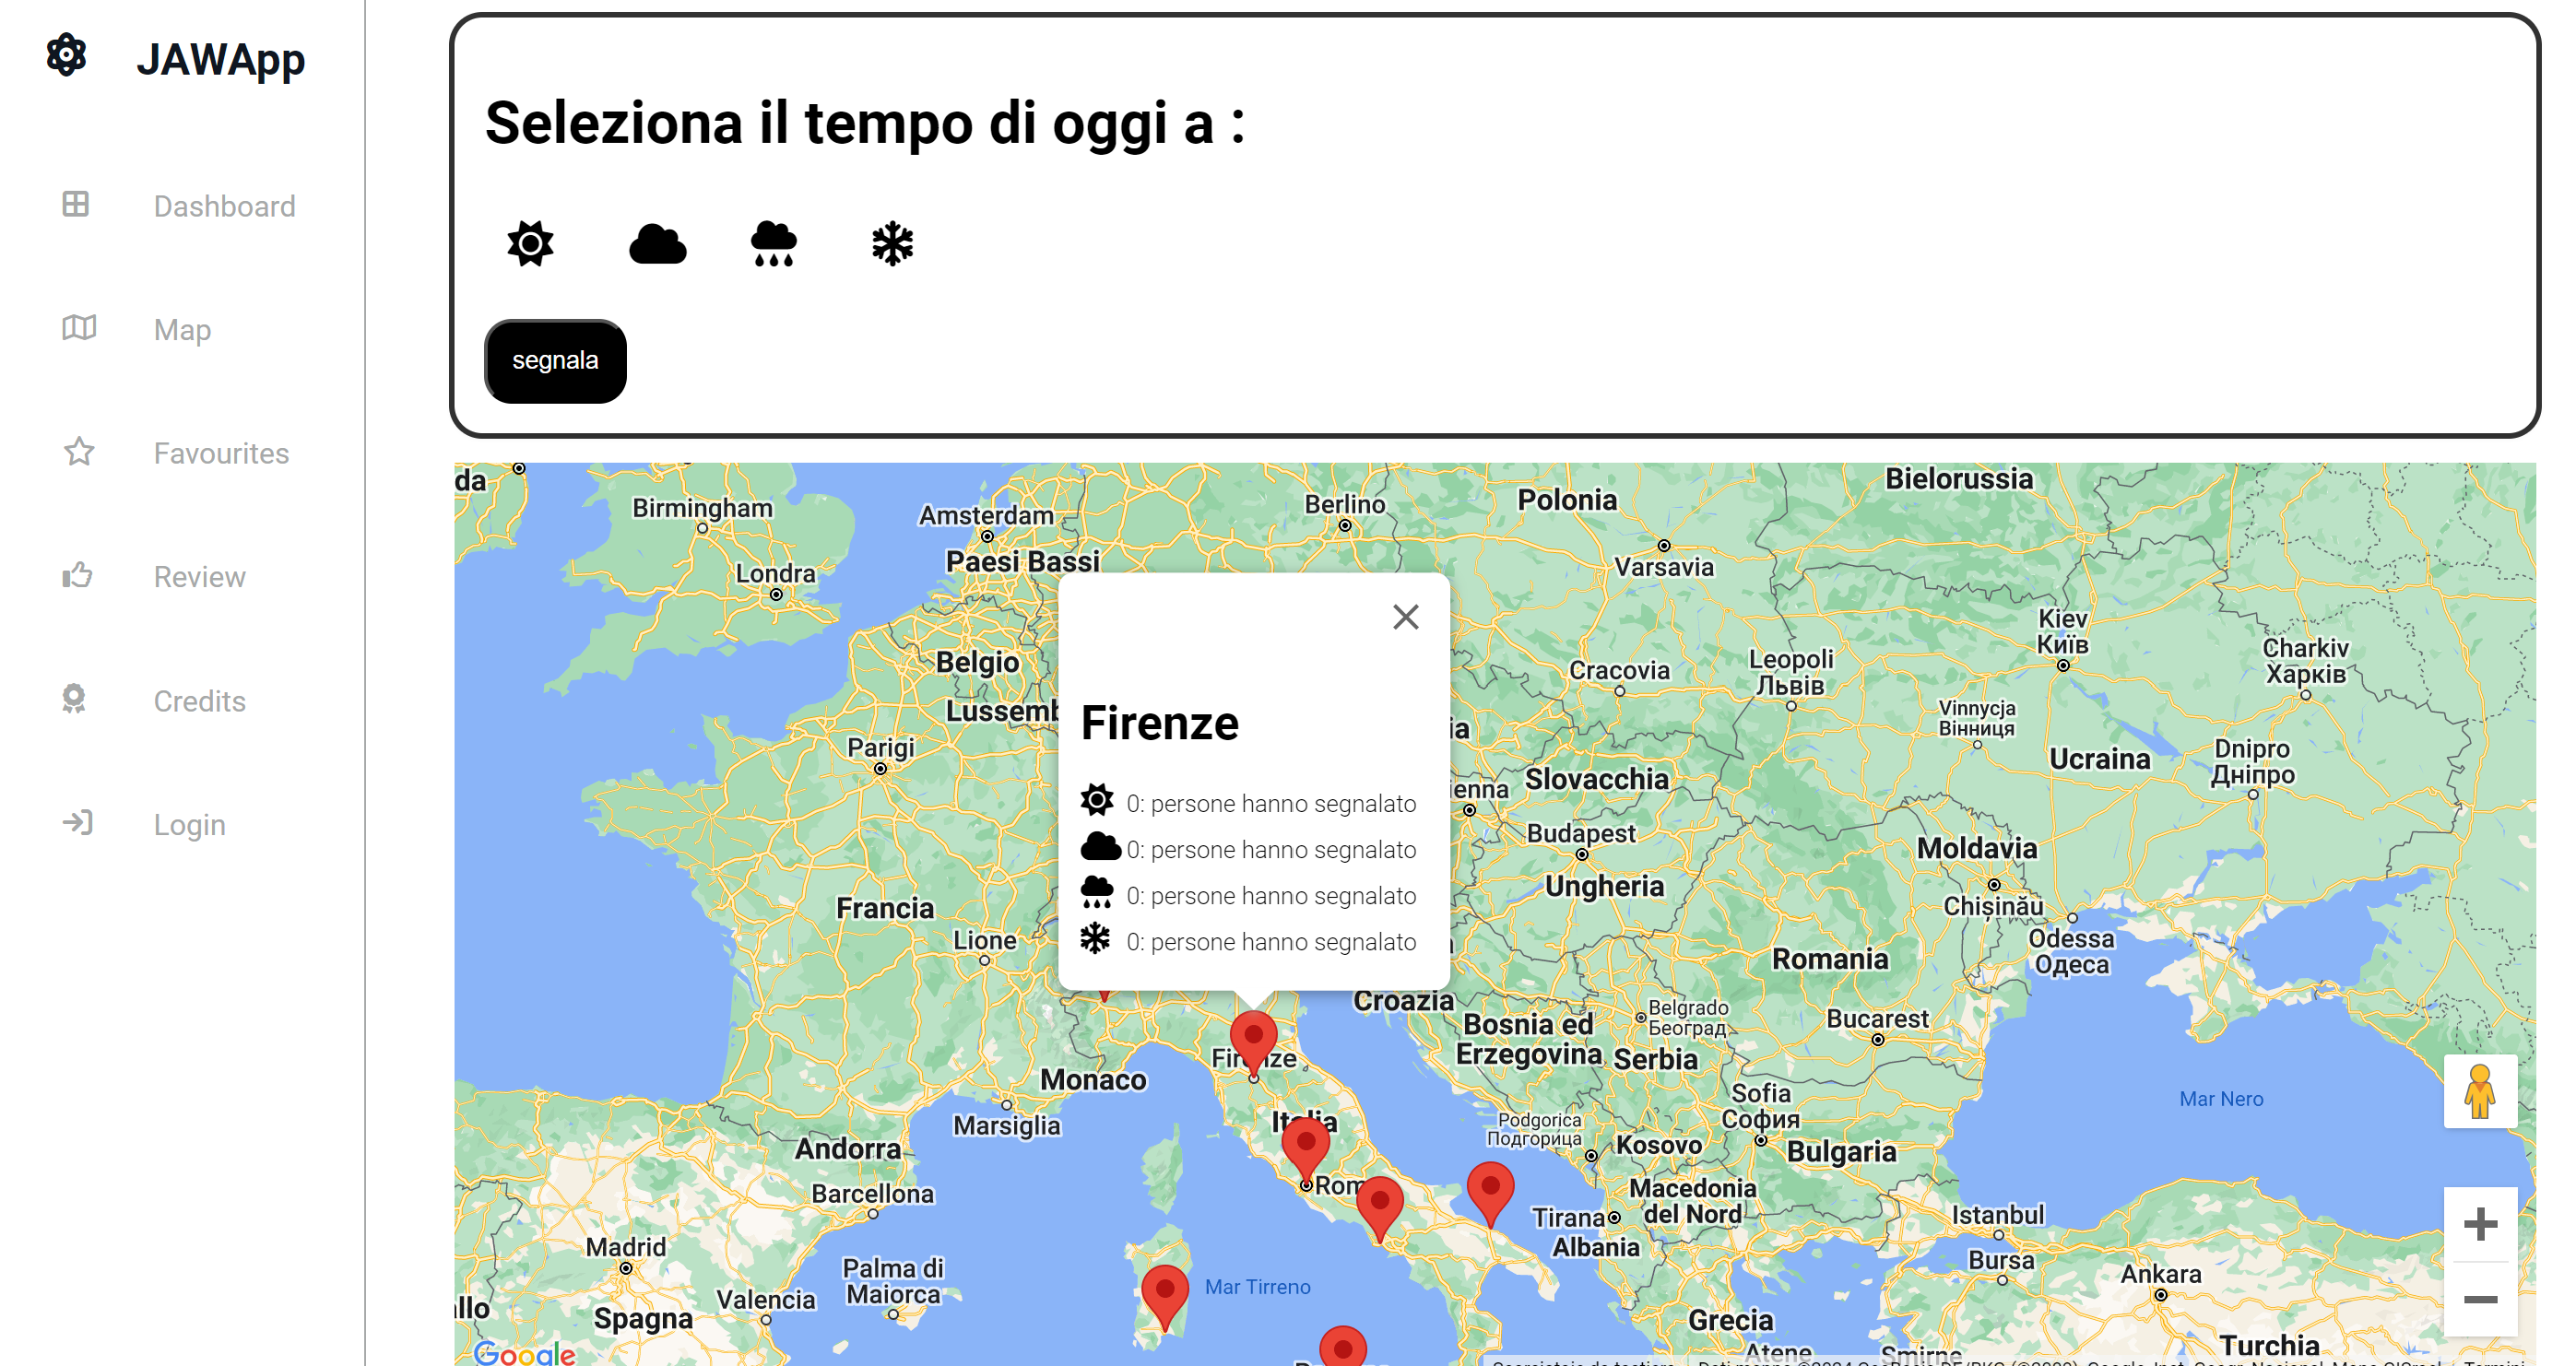 JAWApp
Dashboard
Map
Favourites
Review
Credits
Login
Seleziona il tempo di oggi a :
segnala
da
Birmingham
Londra
Amsterdam
Paesi Bassi
Berlino
Polonia
Varsavia
Bielorussia
Belgio
Lussemb
Parigi
Francia
Lione
Cracovia
Leopoli
Львів
Kiev
Київ
Charkiv
Харків
Vinnycja
Вінниця
Dnipro
Дніпро
Ucraina
ia
Slovacchia
ienna
Budapest
Ungheria
Moldavia
Chișinău
Odessa
Одеса
Romania
Firenze
0: persone hanno segnalato
0: persone hanno segnalato
0: persone hanno segnalato
0: persone hanno segnalato
Croazia
Bosnia ed
Erzegovina
Belgrado
Београд
Serbia
Bucarest
Firenze
Monaco
Marsiglia
Andorra
Barcellona
Italia
Rom
Podgorica
Подгорица
Kosovo
Sofia
София
Bulgaria
Mar Nero
Macedonia
del Nord
Tirana
Albania
Istanbul
Bursa
Ankara
Madrid
Palma di
Maiorca
Valencia
Spagna
llo
Mar Tirreno
Grecia
Atene
Smirne
Turchia
Google